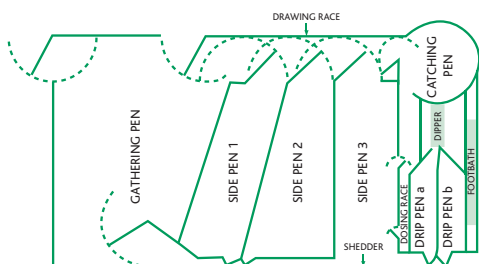 DRAWING RACE
CATCHING
PEN
GATHERING PEN
SIDE PEN 1
SIDE PEN 2
SIDE PEN 3
DIPPER
FOOTBATH
DOSING RACE
DRIP PEN a
DRIP PEN b
SHEDDER